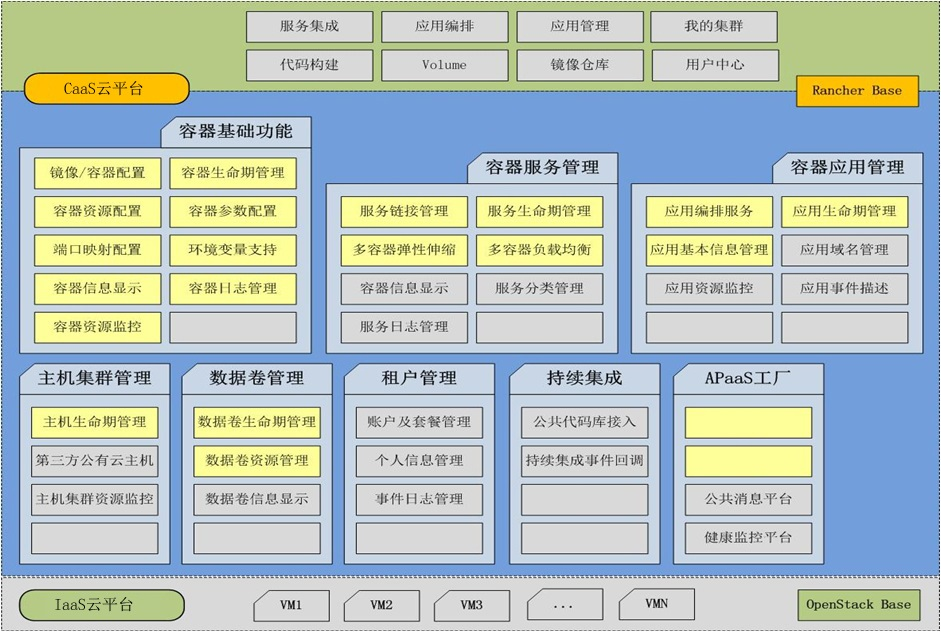 服务集成 应用编排 应用管理 我的集群
代码构建 Volume 镜像仓库 用户中心
CaaS云平台
Rancher Base
容器基础功能
镜像/容器配置 容器生命期管理
容器资源配置 容器参数配置
端口映射配置 环境变量支持
容器信息显示 容器日志管理
容器资源监控
容器服务管理
服务链接管理 服务生命期管理
多容器弹性伸缩 多容器负载均衡
容器信息显示 服务分类管理
服务日志管理
容器应用管理
应用编排服务 应用生命期管理
应用基本信息管理 应用域名管理
应用资源监控 应用事件描述
主机集群管理
主机生命期管理
第三方公有云主机
主机集群资源监控
数据卷管理
数据卷生命期管理
数据卷资源管理
数据卷信息显示
租户管理
账户及套餐管理
个人信息管理
事件日志管理
持续集成
公共代码库接入
持续集成事件回调
APaaS工厂
公共消息平台
健康监控平台
IaaS云平台
VM1 VM2 VM3 ... VMN
OpenStack Base